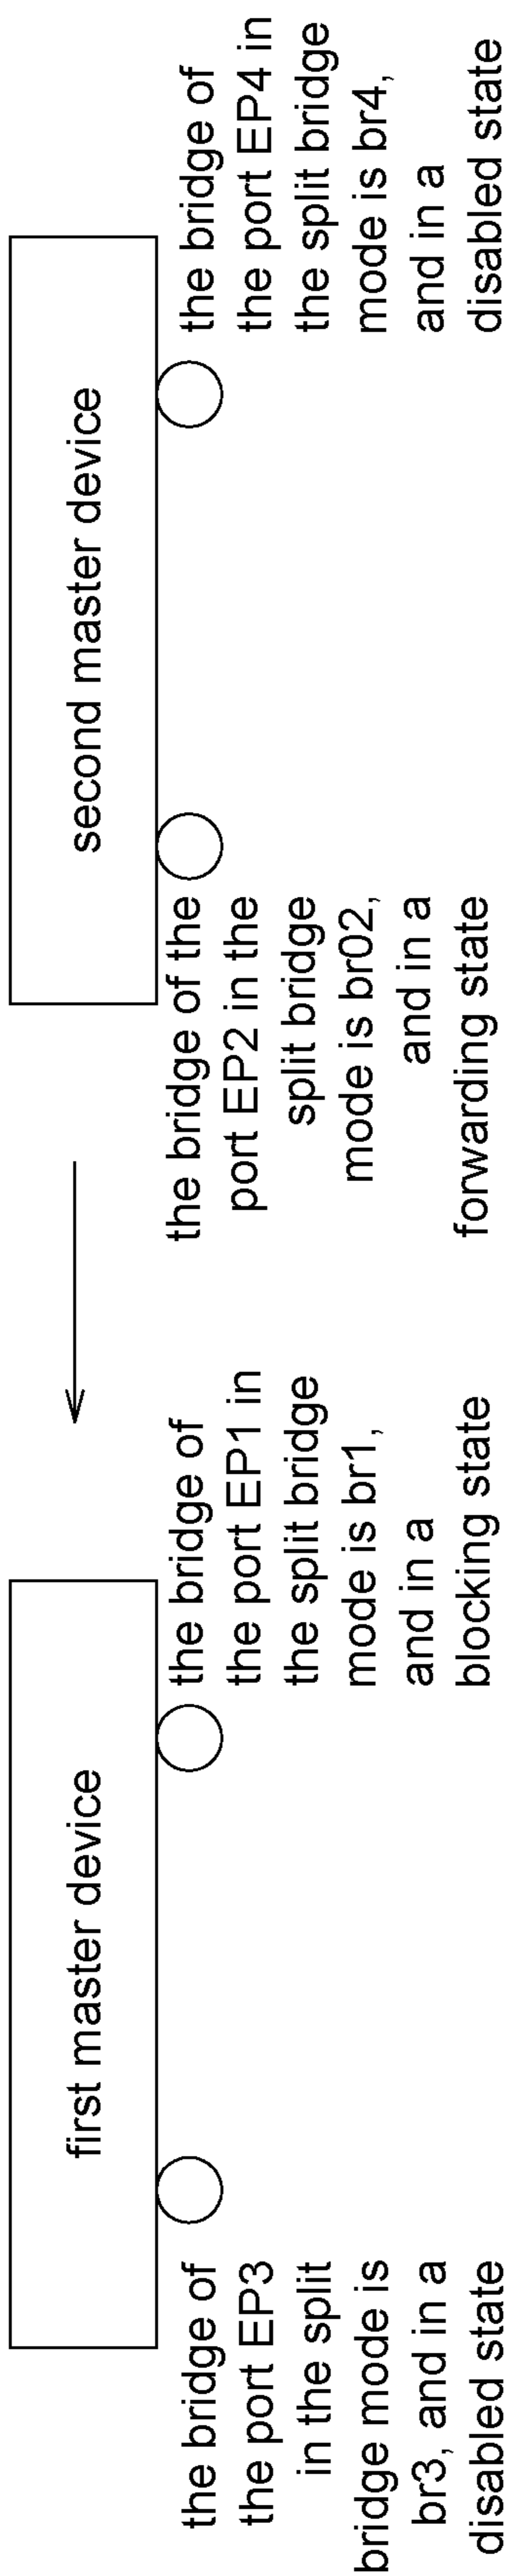 first master device
second master device
the bridge of
the port EP3
in the split
bridge mode is
br3, and in a
disabled state
the bridge of
the port EP1 in
the split bridge
mode is br1,
and in a
blocking state
the bridge of the
port EP2 in the
split bridge
mode is br02,
and in a
forwarding state
the bridge of
the port EP4 in
the split bridge
mode is br4,
and in a
disabled state